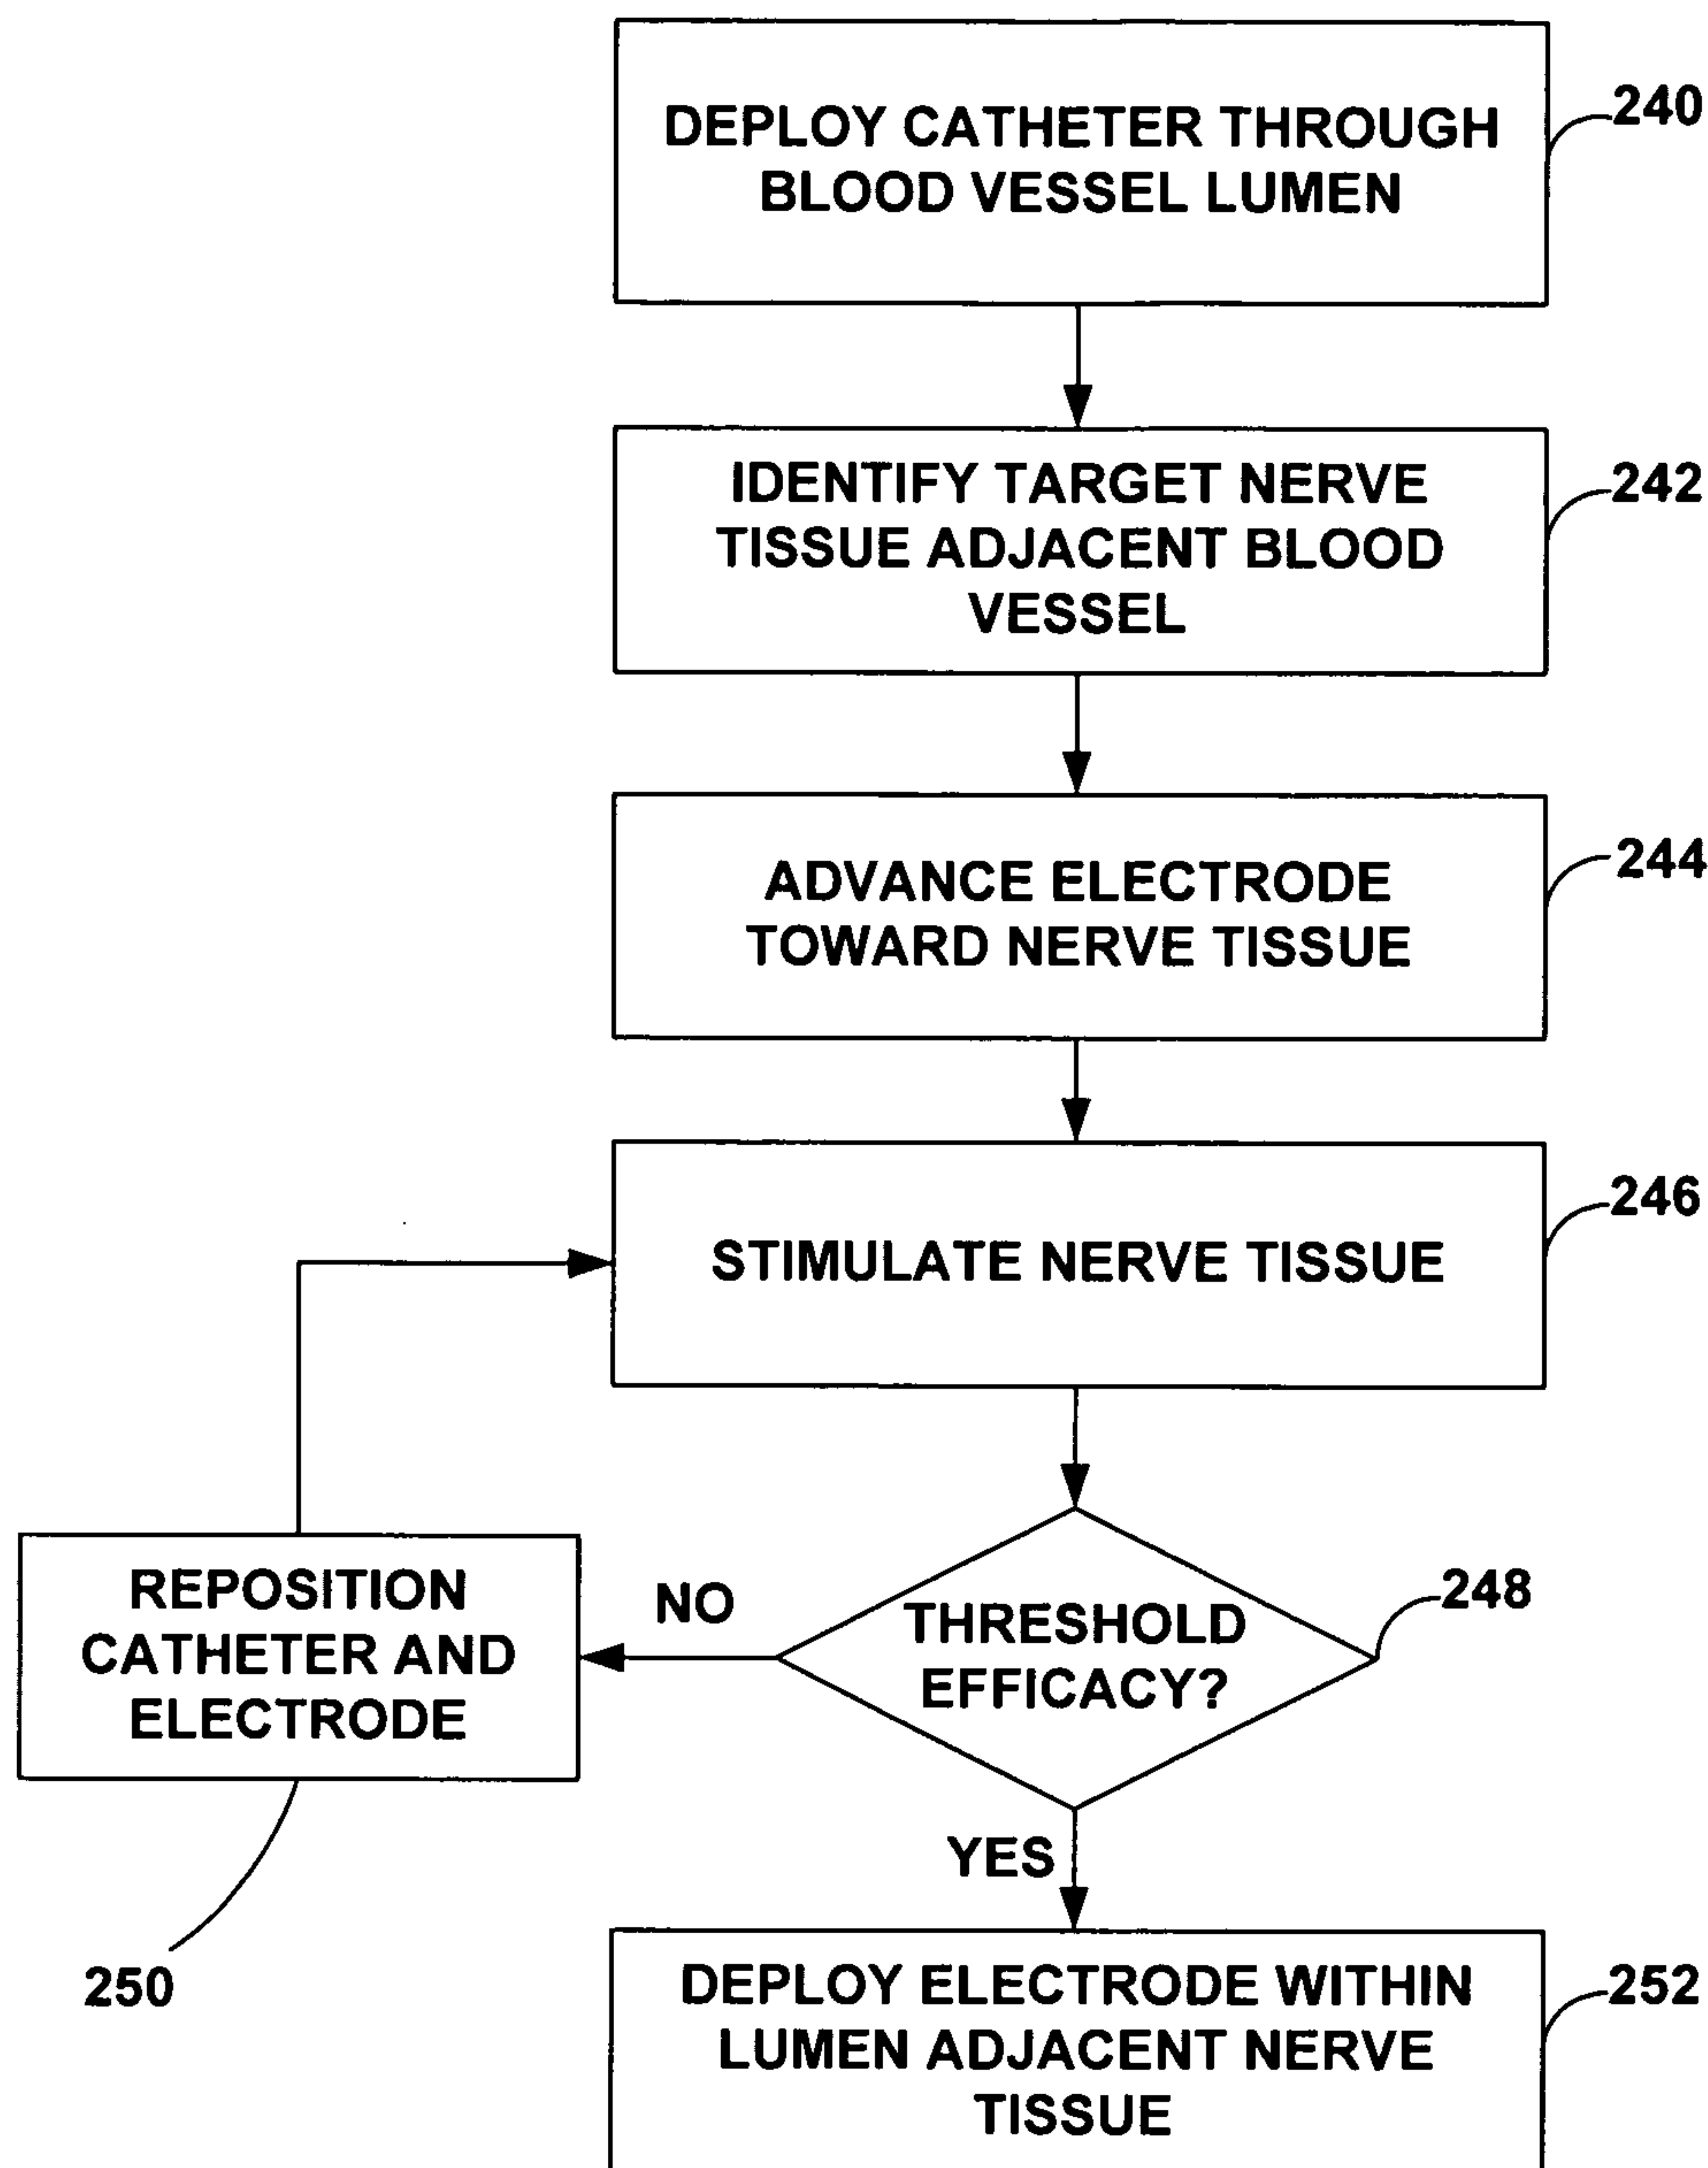 DEPLOY CATHETER THROUGH
BLOOD VESSEL LUMEN
240
IDENTIFY TARGET NERVE
TISSUE ADJACENT BLOOD
VESSEL
242
ADVANCE ELECTRODE
TOWARD NERVE TISSUE
244
STIMULATE NERVE TISSUE
246
THRESHOLD
EFFICACY?
248
NO
REPOSITION
CATHETER AND
ELECTRODE
250
YES
DEPLOY ELECTRODE WITHIN
LUMEN ADJACENT NERVE
TISSUE
252